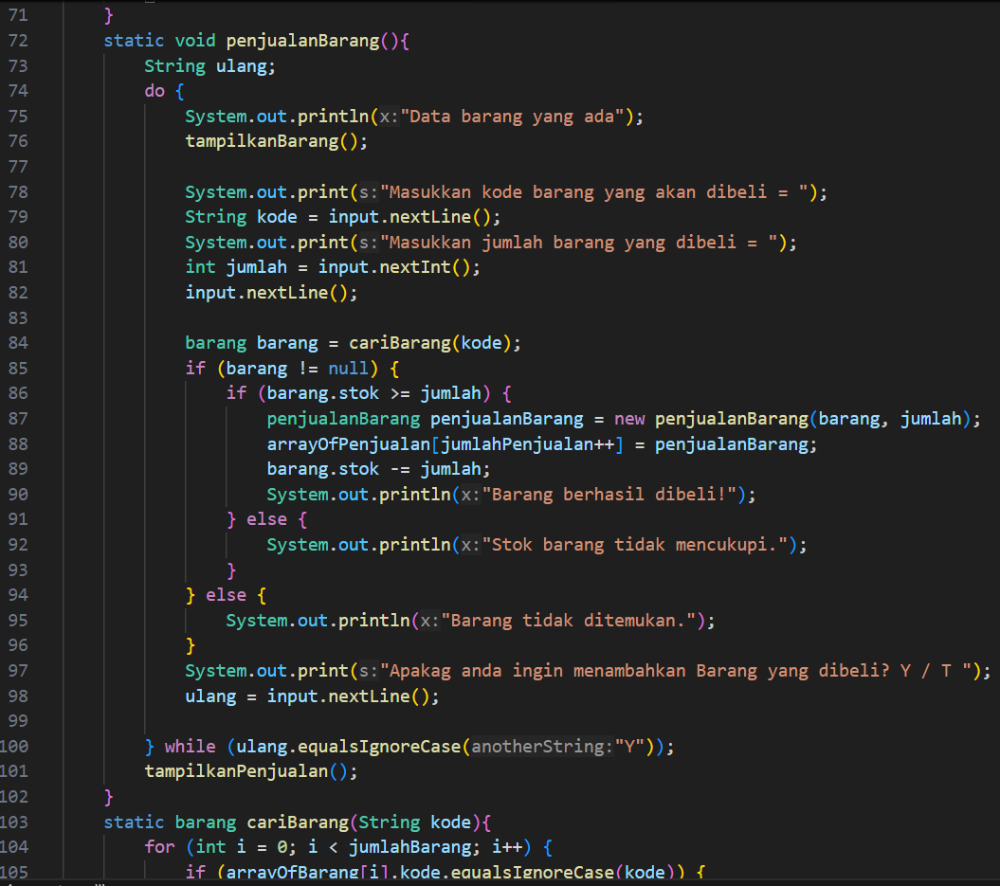 71 }
72 static void penjualanBarang(){
73 String ulang;
74 do {
75 System.out.println(x:"Data barang yang ada");
76 tampilkanBarang();
77
78 System.out.print(s:"Masukkan kode barang yang akan dibeli = ");
79 String kode = input.nextLine();
80 System.out.print(s:"Masukkan jumlah barang yang dibeli = ");
81 int jumlah = input.nextInt();
82 input.nextLine();
83
84 barang barang = cariBarang(kode);
85 if (barang != null) {
86 if (barang.stok >= jumlah) {
87 penjualanBarang penjualanBarang = new penjualanBarang(barang, jumlah);
88 arrayOfPenjualan[jumlahPenjualan++] = penjualanBarang;
89 barang.stok -= jumlah;
90 System.out.println(x:"Barang berhasil dibeli!");
91 } else {
92 System.out.println(x:"Stok barang tidak mencukupi.");
93 }
94 } else {
95 System.out.println(x:"Barang tidak ditemukan.");
96 }
97 System.out.print(s:"Apakag anda ingin menambahkan Barang yang dibeli? Y / T ");
98 ulang = input.nextLine();
99
100 } while (ulang.equalsIgnoreCase(anotherString:"Y"));
101 tampilkanPenjualan();
102 }
103 static barang cariBarang(String kode){
104 for (int i = 0; i < jumlahBarang; i++) {
105 if (arrayOfBarang[i].kode.equalsIgnoreCase(kode)) {